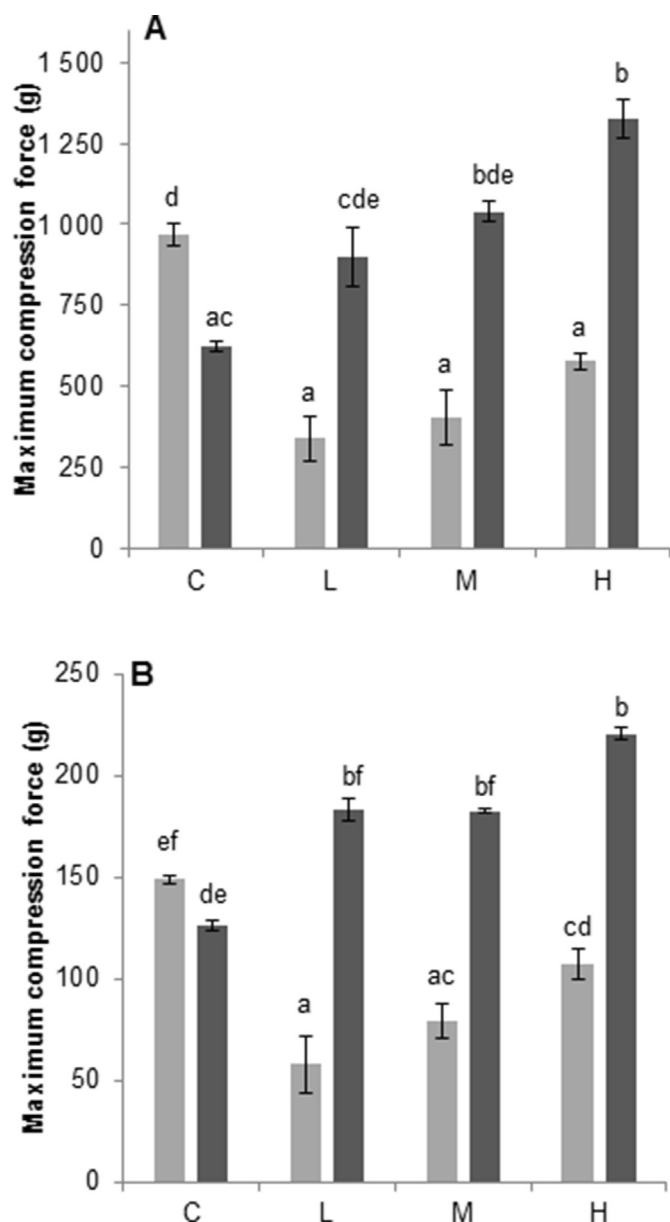 A
Maximum compression force (g)
1 500
1 250
1 000
750
500
250
0
d
ac
a
cde
a
bde
a
b
C L M H
B
Maximum compression force (g)
250
200
150
100
50
0
ef
de
a
bf
ac
bf
cd
b
C L M H